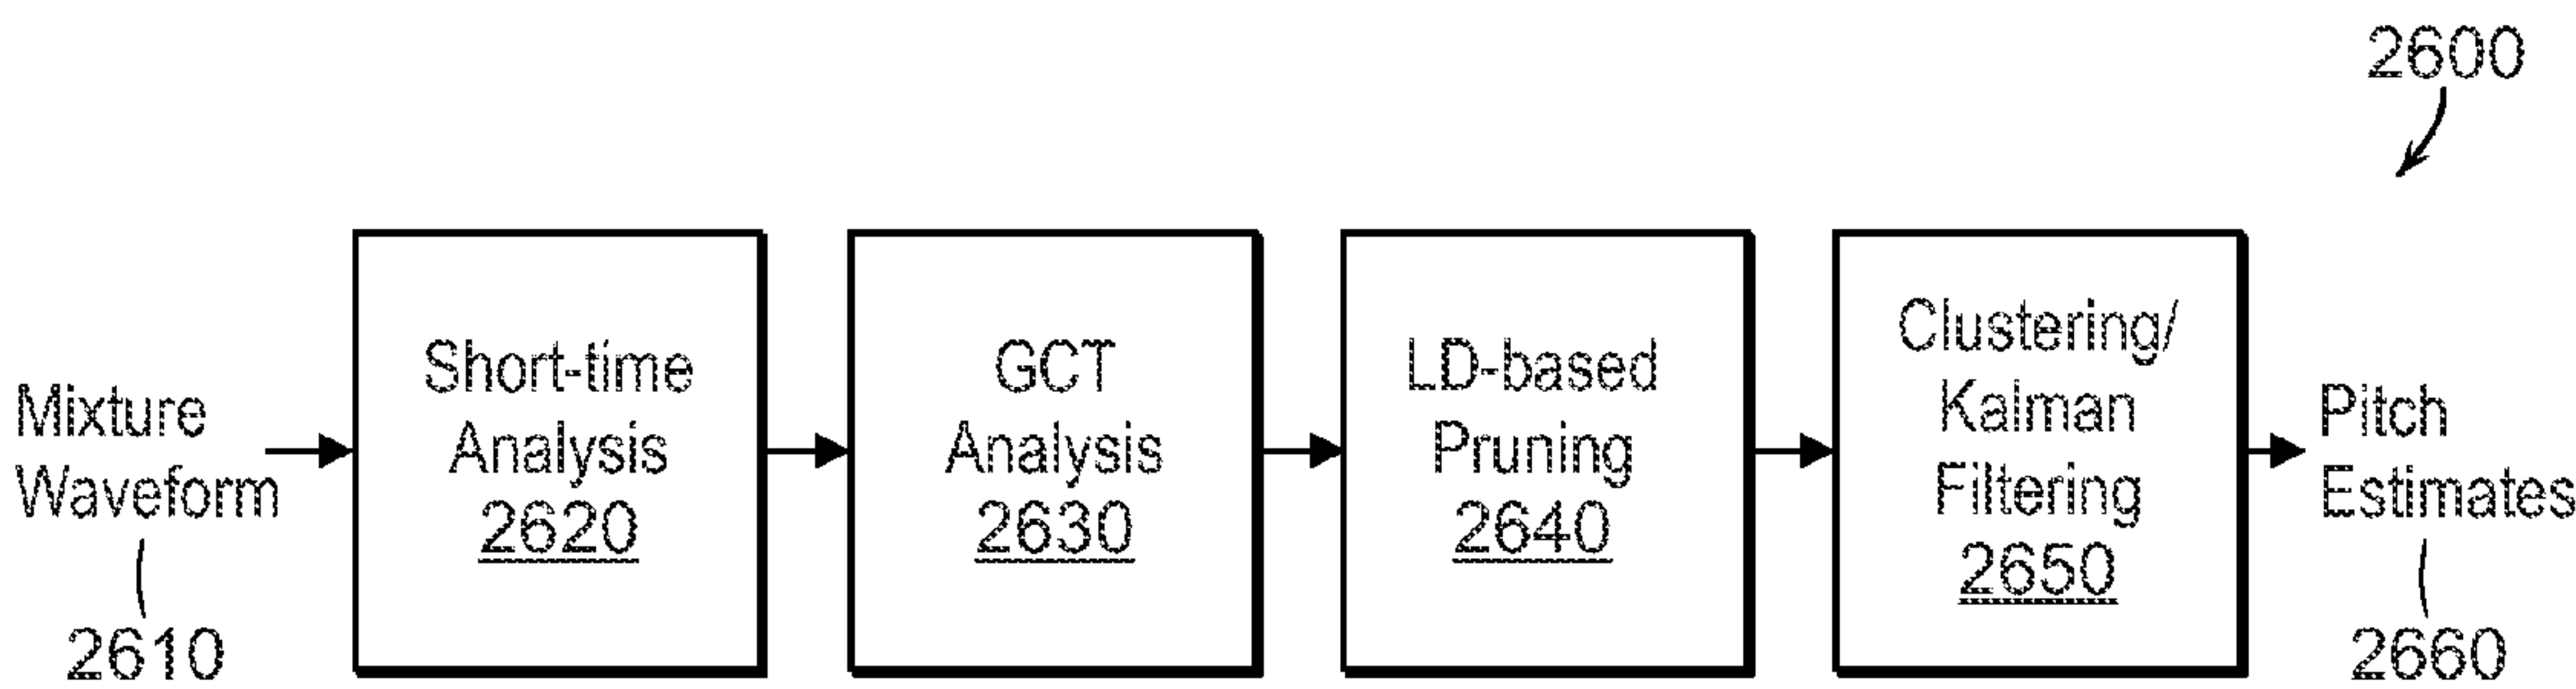 2600
Mixture
Waveform
2610
Short-time
Analysis
2620
GCT
Analysis
2630
LD-based
Pruning
2640
Clustering/
Kalman
Filtering
2650
Pitch
Estimates
2660